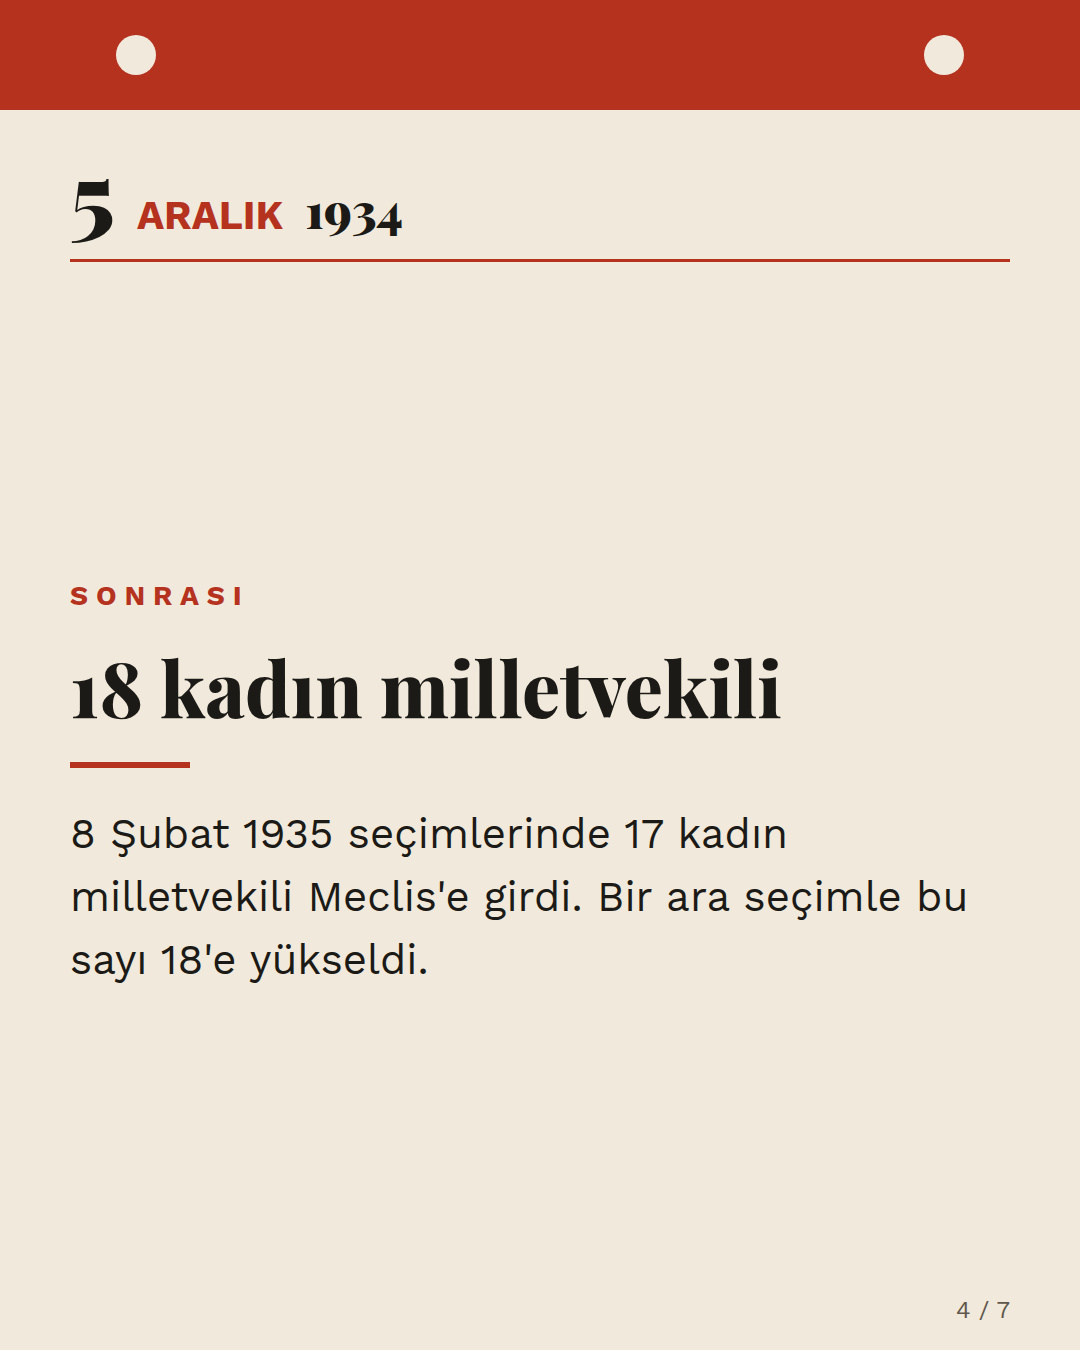 5 ARALIK 1934
SONRASI
18 kadın milletvekili
8 Şubat 1935 seçimlerinde 17 kadın
milletvekili Meclis'e girdi. Bir ara seçimle bu
sayı 18'e yükseldi.
4 / 7